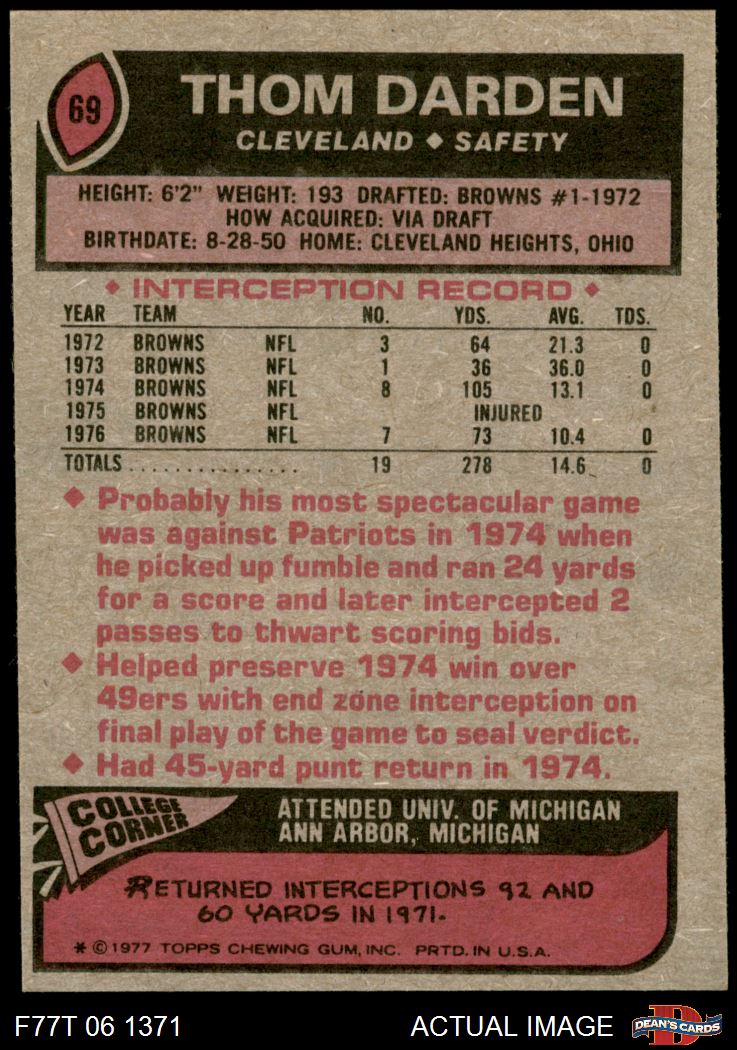 69
THOM DARDEN
CLEVELAND ◆ SAFETY
HEIGHT: 6'2" WEIGHT: 193 DRAFTED: BROWNS #1-1972
HOW ACQUIRED: VIA DRAFT
BIRTHDATE: 8-28-50 HOME: CLEVELAND HEIGHTS, OHIO
◆ INTERCEPTION RECORD ◆
YEAR TEAM NO. YDS. AVG. TDS.
1972 BROWNS NFL 3 64 21.3 0
1973 BROWNS NFL 1 36 36.0 0
1974 BROWNS NFL 8 105 13.1 0
1975 BROWNS NFL INJURED
1976 BROWNS NFL 7 73 10.4 0
TOTALS............... 19 278 14.6 0
◆ Probably his most spectacular game
was against Patriots in 1974 when
he picked up fumble and ran 24 yards
for a score and later intercepted 2
passes to thwart scoring bids.
◆ Helped preserve 1974 win over
49ers with end zone interception on
final play of the game to seal verdict.
◆ Had 45-yard punt return in 1974.
COLLEGE
CORNER
ATTENDED UNIV. OF MICHIGAN
ANN ARBOR, MICHIGAN
RETURNED INTERCEPTIONS 92 AND
60 YARDS IN 1971.
* © 1977 TOPPS CHEWING GUM, INC. PRTD. IN U.S.A.
F77T 06 1371 ACTUAL IMAGE
D
DEAN'S CARDS